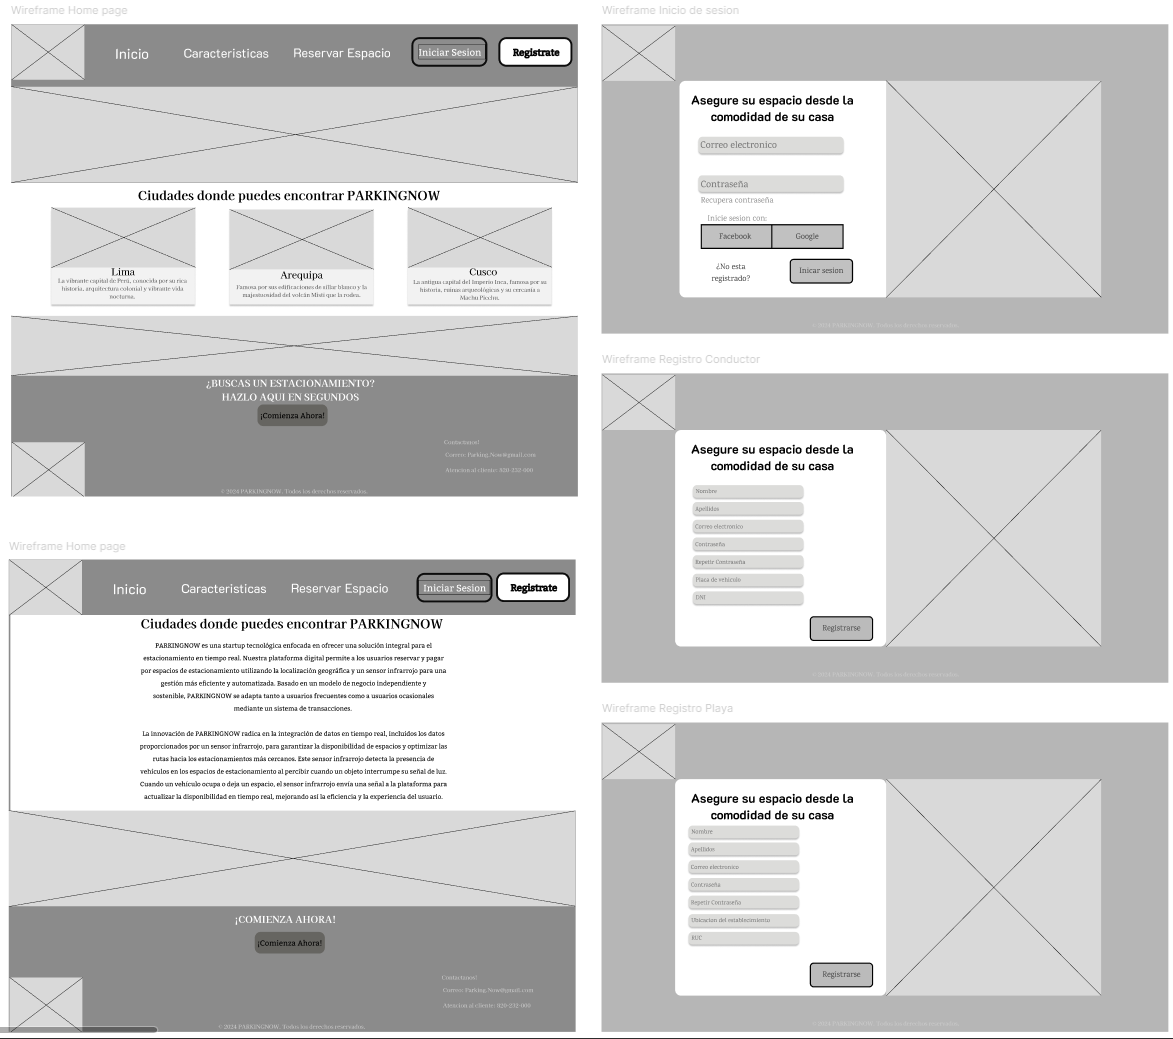 Wireframe Home page
Inicio
Caracteristicas
Reservar Espacio
Iniciar Sesion
Registrate
Ciudades donde puedes encontrar PARKINGNOW
Lima
La vibrante capital de Perú, conocida por su rica
historia, arquitectura colonial y vibrante vida
nocturna.
Arequipa
Famosa por sus edificaciones de sillar blanco y la
majestuosidad del volcán Misti que la rodea.
Cusco
La antigua capital del Imperio Inca, famosa por su
historia, ruinas arqueológicas y su cercanía a
Machu Picchu.
¿BUSCAS UN ESTACIONAMIENTO?
HAZLO AQUI EN SEGUNDOS
¡Comienza Ahora!
Contactanos!
Correo: Parking.Now@gmail.com
Atencion al cliente: 829-232-000
© 2024 PARKINGNOW. Todos los derechos reservados.
Wireframe Home page
Inicio
Caracteristicas
Reservar Espacio
Iniciar Sesion
Registrate
Ciudades donde puedes encontrar PARKINGNOW
PARKINGNOW es una startup tecnológica enfocada en ofrecer una solución integral para el
estacionamiento en tiempo real. Nuestra plataforma digital permite a los usuarios reservar y pagar
por espacios de estacionamiento utilizando la localización geográfica y un sensor infrarrojo para una
gestión más eficiente y automatizada. Basado en un modelo de negocio independiente y
sostenible, PARKINGNOW se adapta tanto a usuarios frecuentes como a usuarios ocasionales
mediante un sistema de transacciones.
La innovación de PARKINGNOW radica en la integración de datos en tiempo real, incluidos los datos
proporcionados por un sensor infrarrojo, para garantizar la disponibilidad de espacios y optimizar las
rutas hacia los estacionamientos más cercanos. Este sensor infrarrojo detecta la presencia de
vehículos en los espacios de estacionamiento al percibir cuando un objeto interrumpe su señal de luz.
Cuando un vehículo ocupa o deja un espacio, el sensor infrarrojo envía una señal a la plataforma para
actualizar la disponibilidad en tiempo real, mejorando así la eficiencia y la experiencia del usuario.
¡COMIENZA AHORA!
¡Comienza Ahora!
Contactanos!
Correo: Parking.Now@gmail.com
Atencion al cliente: 829-232-000
© 2024 PARKINGNOW. Todos los derechos reservados.
Wireframe Inicio de sesion
Asegure su espacio desde la
comodidad de su casa
Correo electronico
Contraseña
Recupera contraseña
Inicie sesion con:
Facebook
Google
¿No esta
registrado?
Inicar sesion
© 2024 PARKINGNOW. Todos los derechos reservados.
Wireframe Registro Conductor
Asegure su espacio desde la
comodidad de su casa
Nombre
Apellidos
Correo electronico
Contraseña
Repetir Contraseña
Placa de vehiculo
DNI
Registrarse
© 2024 PARKINGNOW. Todos los derechos reservados.
Wireframe Registro Playa
Asegure su espacio desde la
comodidad de su casa
Nombre
Apellidos
Correo electronico
Contraseña
Repetir Contraseña
Ubicacion del establecimiento
RUC
Registrarse
© 2024 PARKINGNOW. Todos los derechos reservados.